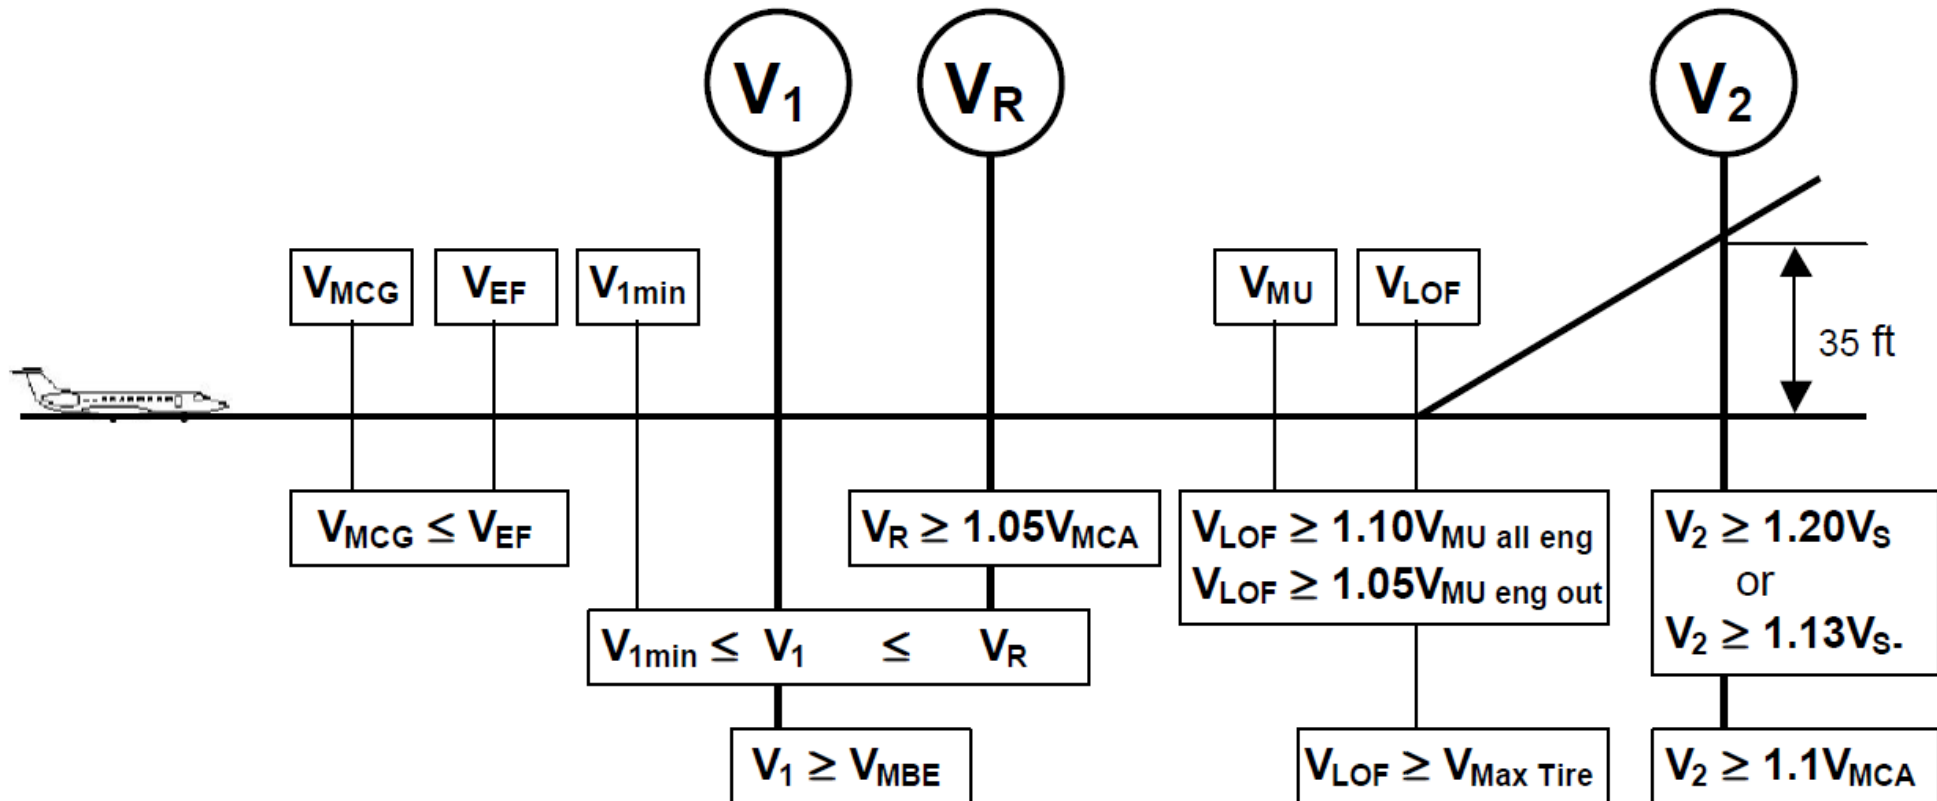 V1
VR
V2
VMCG
VEF
V1min
VMU
VLOF
35 ft
VMCG ≤ VEF
VR ≥ 1.05VMCA
VLOF ≥ 1.10VMU all eng
VLOF ≥ 1.05VMU eng out
V2 ≥ 1.20VS
or
V2 ≥ 1.13VS-
V1min ≤ V1 ≤ VR
V1 ≥ VMBE
VLOF ≥ VMax Tire
V2 ≥ 1.1VMCA